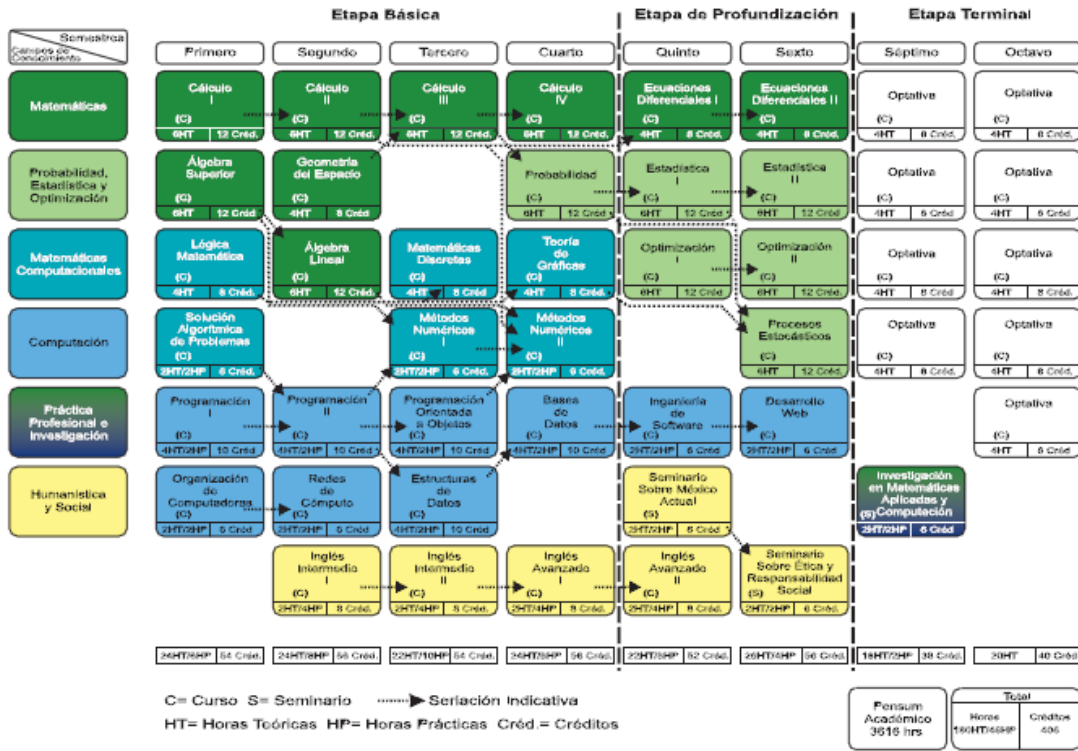 Etapa Básica
Etapa de Profundización
Etapa Terminal
Semestres
Campos de Conocimiento
Primero
Segundo
Tercero
Cuarto
Quinto
Sexto
Séptimo
Octavo
Matemáticas
Cálculo
I
(C)
6HT 12 Créd.
Cálculo
II
(C)
6HT 12 Créd.
Cálculo
III
(C)
6HT 12 Créd.
Cálculo
IV
(C)
6HT 12 Créd.
Ecuaciones
Diferenciales I
(C)
4HT 8 Créd.
Ecuaciones
Diferenciales II
(C)
4HT 8 Créd.
Optativa
(C)
4HT 8 Créd.
Optativa
(C)
4HT 8 Créd.
Probabilidad,
Estadística y
Optimización
Álgebra
Superior
(C)
6HT 12 Créd
Geometría
del Espacio
(C)
4HT 8 Créd
Probabilidad
(C)
6HT 12 Créd
Estadística
I
(C)
6HT 12 Créd
Estadística
II
(C)
6HT 12 Créd
Optativa
(C)
4HT 8 Créd
Optativa
(C)
4HT 8 Créd
Matemáticas
Computacionales
Lógica
Matemática
(C)
4HT 8 Créd.
Álgebra
Lineal
(C)
6HT 12 Créd.
Matemáticas
Discretas
(C)
4HT 8 Créd
Teoría
de
Gráficas
(C)
4HT 8 Créd.
Optimización
I
(C)
6HT 12 Créd.
Optimización
II
(C)
6HT 12 Créd.
Optativa
(C)
4HT 8 Créd.
Optativa
(C)
4HT 8 Créd.
Computación
Solución
Algorítmica
de Problemas
(C)
2HT/2HP 6 Créd.
Métodos
Numéricos
I
(C)
2HT/2HP 6 Créd.
Métodos
Numéricos
II
(C)
2HT/2HP 6 Créd.
Procesos
Estocásticos
(C)
6HT 12 Créd.
Optativa
(C)
4HT 8 Créd.
Optativa
(C)
4HT 8 Créd.
Práctica
Profesional e
Investigación
Programación
I
(C)
4HT/2HP 10 Créd.
Programación
II
(C)
4HT/2HP 10 Créd.
Programación
Orientada
a Objetos
(C)
4HT/2HP 10 Créd.
Bases
de
Datos
(C)
4HT/2HP 10 Créd.
Ingeniería
de
Software
(C)
2HT/2HP 6 Créd.
Desarrollo
Web
(C)
2HT/2HP 6 Créd.
Optativa
(C)
4HT 8 Créd.
Humanística
y Social
Organización
de
Computadoras
(C)
2HT/2HP 6 Créd
Redes
de
Cómputo
(C)
2HT/2HP 6 Créd
Estructuras
de
Datos
(C)
4HT/2HP 10 Créd
Seminario
Sobre México
Actual
(S)
2HT/2HP 6 Créd
Investigación
en Matemáticas
Aplicadas y
(S) Computación
2HT/2HP 6 Créd
Inglés
Intermedio
I
(C)
2HT/4HP 8 Créd.
Inglés
Intermedio
II
(C)
2HT/4HP 8 Créd.
Inglés
Avanzado
I
(C)
2HT/4HP 8 Créd.
Inglés
Avanzado
II
(C)
2HT/4HP 8 Créd.
Seminario
Sobre Ética y
Responsabilidad
Social
(S)
2HT/2HP 6 Créd.
54 Créd.
56 Créd.
22HT/10HP 54 Créd.
56 Créd.
52 Créd.
56 Créd.
18HT/2HP 38 Créd.
20HT 40 Créd
C= Curso S= Seminario Seriación Indicativa
HT= Horas Teóricas HP= Horas Prácticas Créd.= Créditos
Pensum
Académico
3616 hrs
Total
Horas
Créditos
406